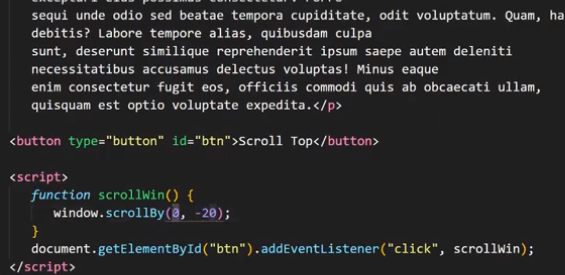 sequi unde odio sed beatae tempora cupiditate, odit voluptatum. Quam, ha
debitis? Labore tempore alias, quibusdam culpa
sunt, deserunt similique reprehenderit ipsum saepe autem deleniti
necessitatibus accusamus delectus voluptas! Minus eaque
enim consectetur fugit eos, officiis commodi quis ab obcaecati ullam,
quisquam est optio voluptate expedita.</p>
<button type="button" id="btn">Scroll Top</button>
<script>
function scrollWin() {
window.scrollBy(0, -20);
}
document.getElementById("btn").addEventListener("click", scrollWin);
</script>